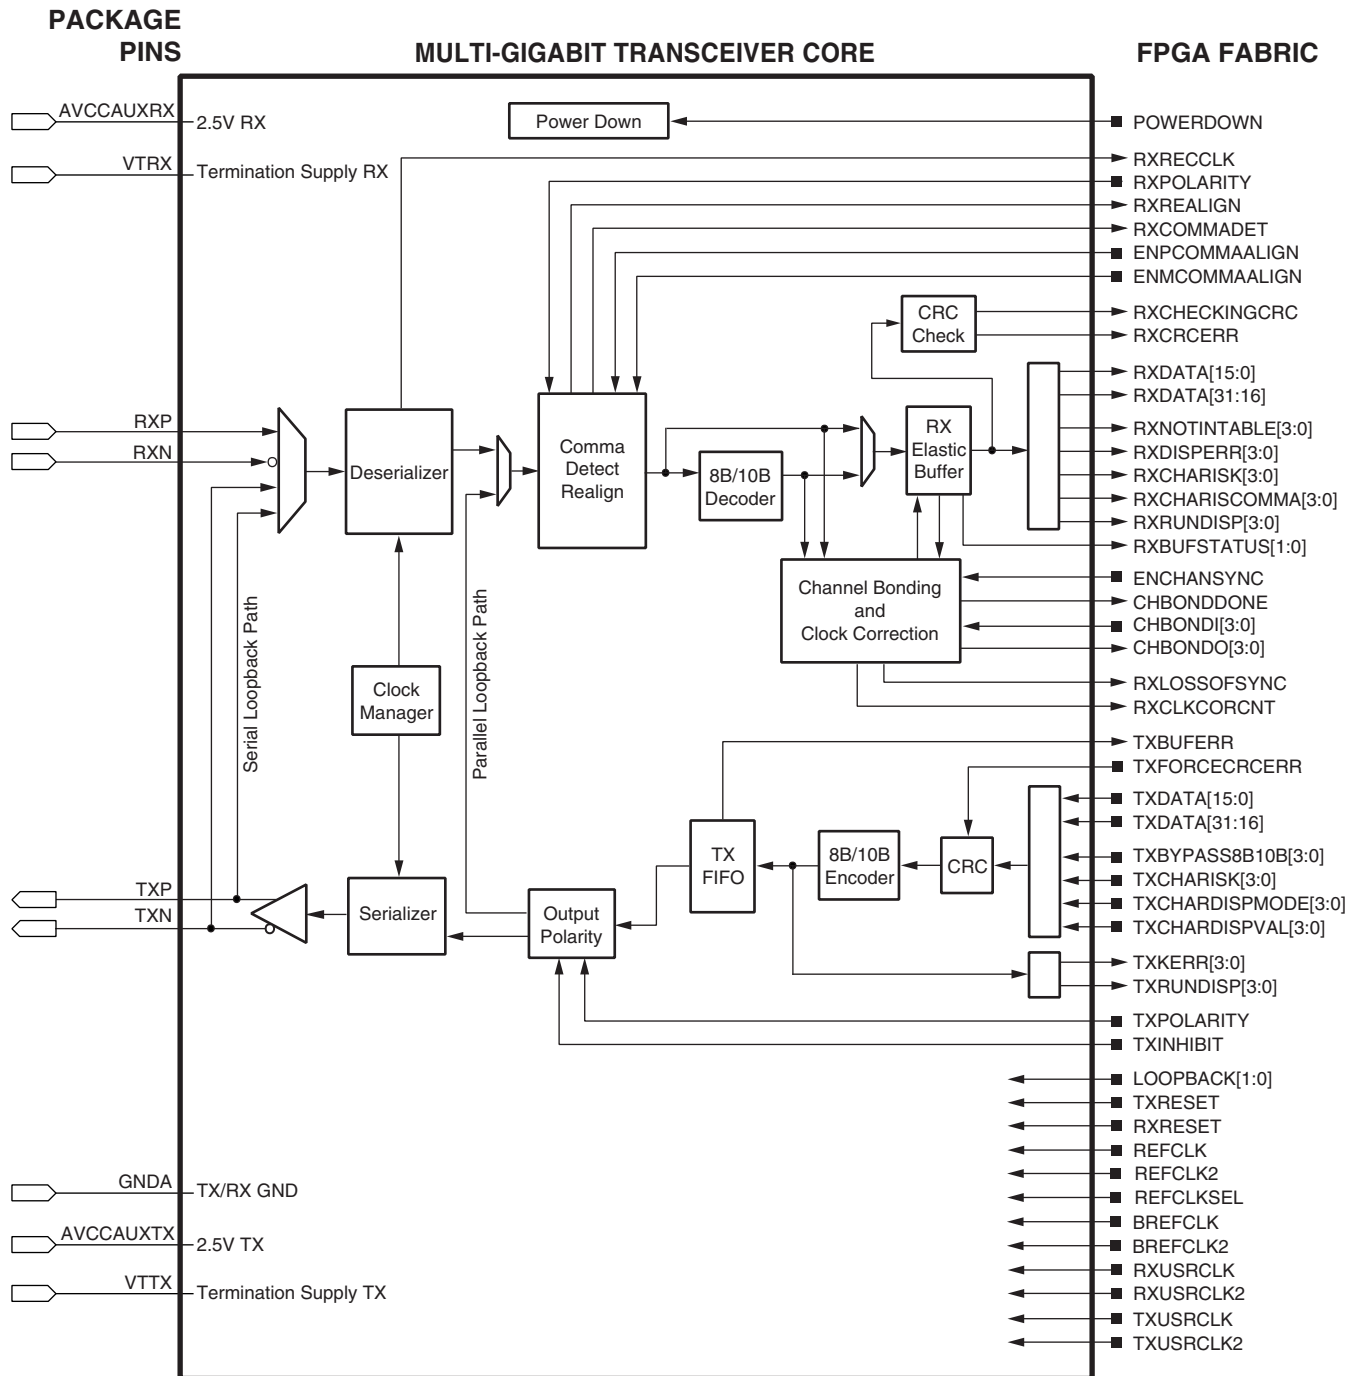 PACKAGE
PINS
MULTI-GIGABIT TRANSCEIVER CORE
FPGA FABRIC
AVCCAUXRX
2.5V RX
VTRX
Termination Supply RX
Power Down
POWERDOWN
RXRECCLK
RXPOLARITY
RXREALIGN
RXCOMMADET
ENPCOMMAALIGN
ENMCOMMAALIGN
CRC
Check
RXCHECKINGCRC
RXCRCERR
RXDATA[15:0]
RXDATA[31:16]
RXNOTINTABLE[3:0]
RXDISPERR[3:0]
RXCHARISK[3:0]
RXCHARISCOMMA[3:0]
RXRUNDISP[3:0]
RXBUFSTATUS[1:0]
RXP
RXN
Deserializer
Comma
Detect
Realign
8B/10B
Decoder
RX
Elastic
Buffer
Channel Bonding
and
Clock Correction
ENCHANSYNC
CHBONDDONE
CHBONDI[3:0]
CHBONDO[3:0]
RXLOSSOFSYNC
RXCLKCORCNT
Serial Loopback Path
Clock
Manager
Parallel Loopback Path
TXBUFERR
TXFORCECRCERR
TXDATA[15:0]
TXDATA[31:16]
TXBYPASS8B10B[3:0]
TXCHARISK[3:0]
TXCHARDISPMODE[3:0]
TXCHARDISPVAL[3:0]
TXKERR[3:0]
TXRUNDISP[3:0]
TXPOLARITY
TXINHIBIT
TX
FIFO
8B/10B
Encoder
CRC
TXP
TXN
Serializer
Output
Polarity
LOOPBACK[1:0]
TXRESET
RXRESET
REFCLK
REFCLK2
REFCLKSEL
BREFCLK
BREFCLK2
RXUSRCLK
RXUSRCLK2
TXUSRCLK
TXUSRCLK2
GNDA
TX/RX GND
AVCCAUXTX
2.5V TX
VTTX
Termination Supply TX